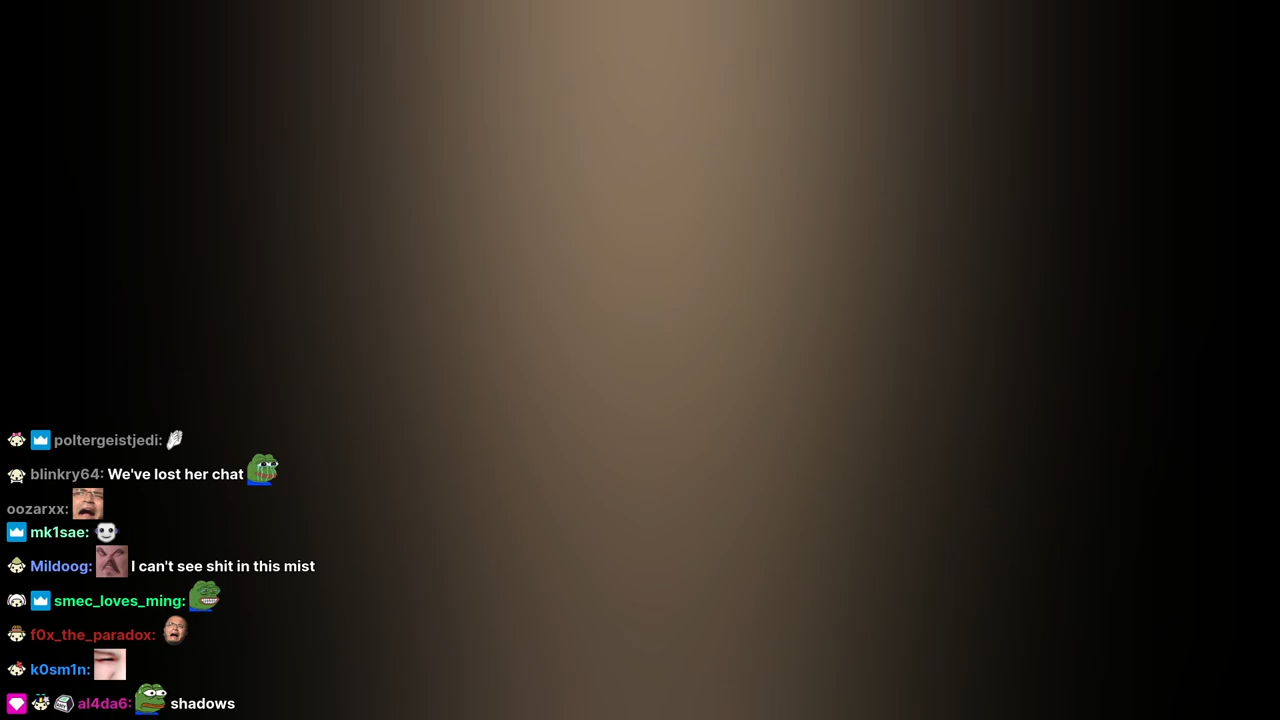 poltergeistjedi:
blinkry64: We've lost her chat
oozarxx:
mk1sae:
Mildoog: I can't see shit in this mist
smec_loves_ming:
f0x_the_paradox:
k0sm1n:
al4da6: shadows